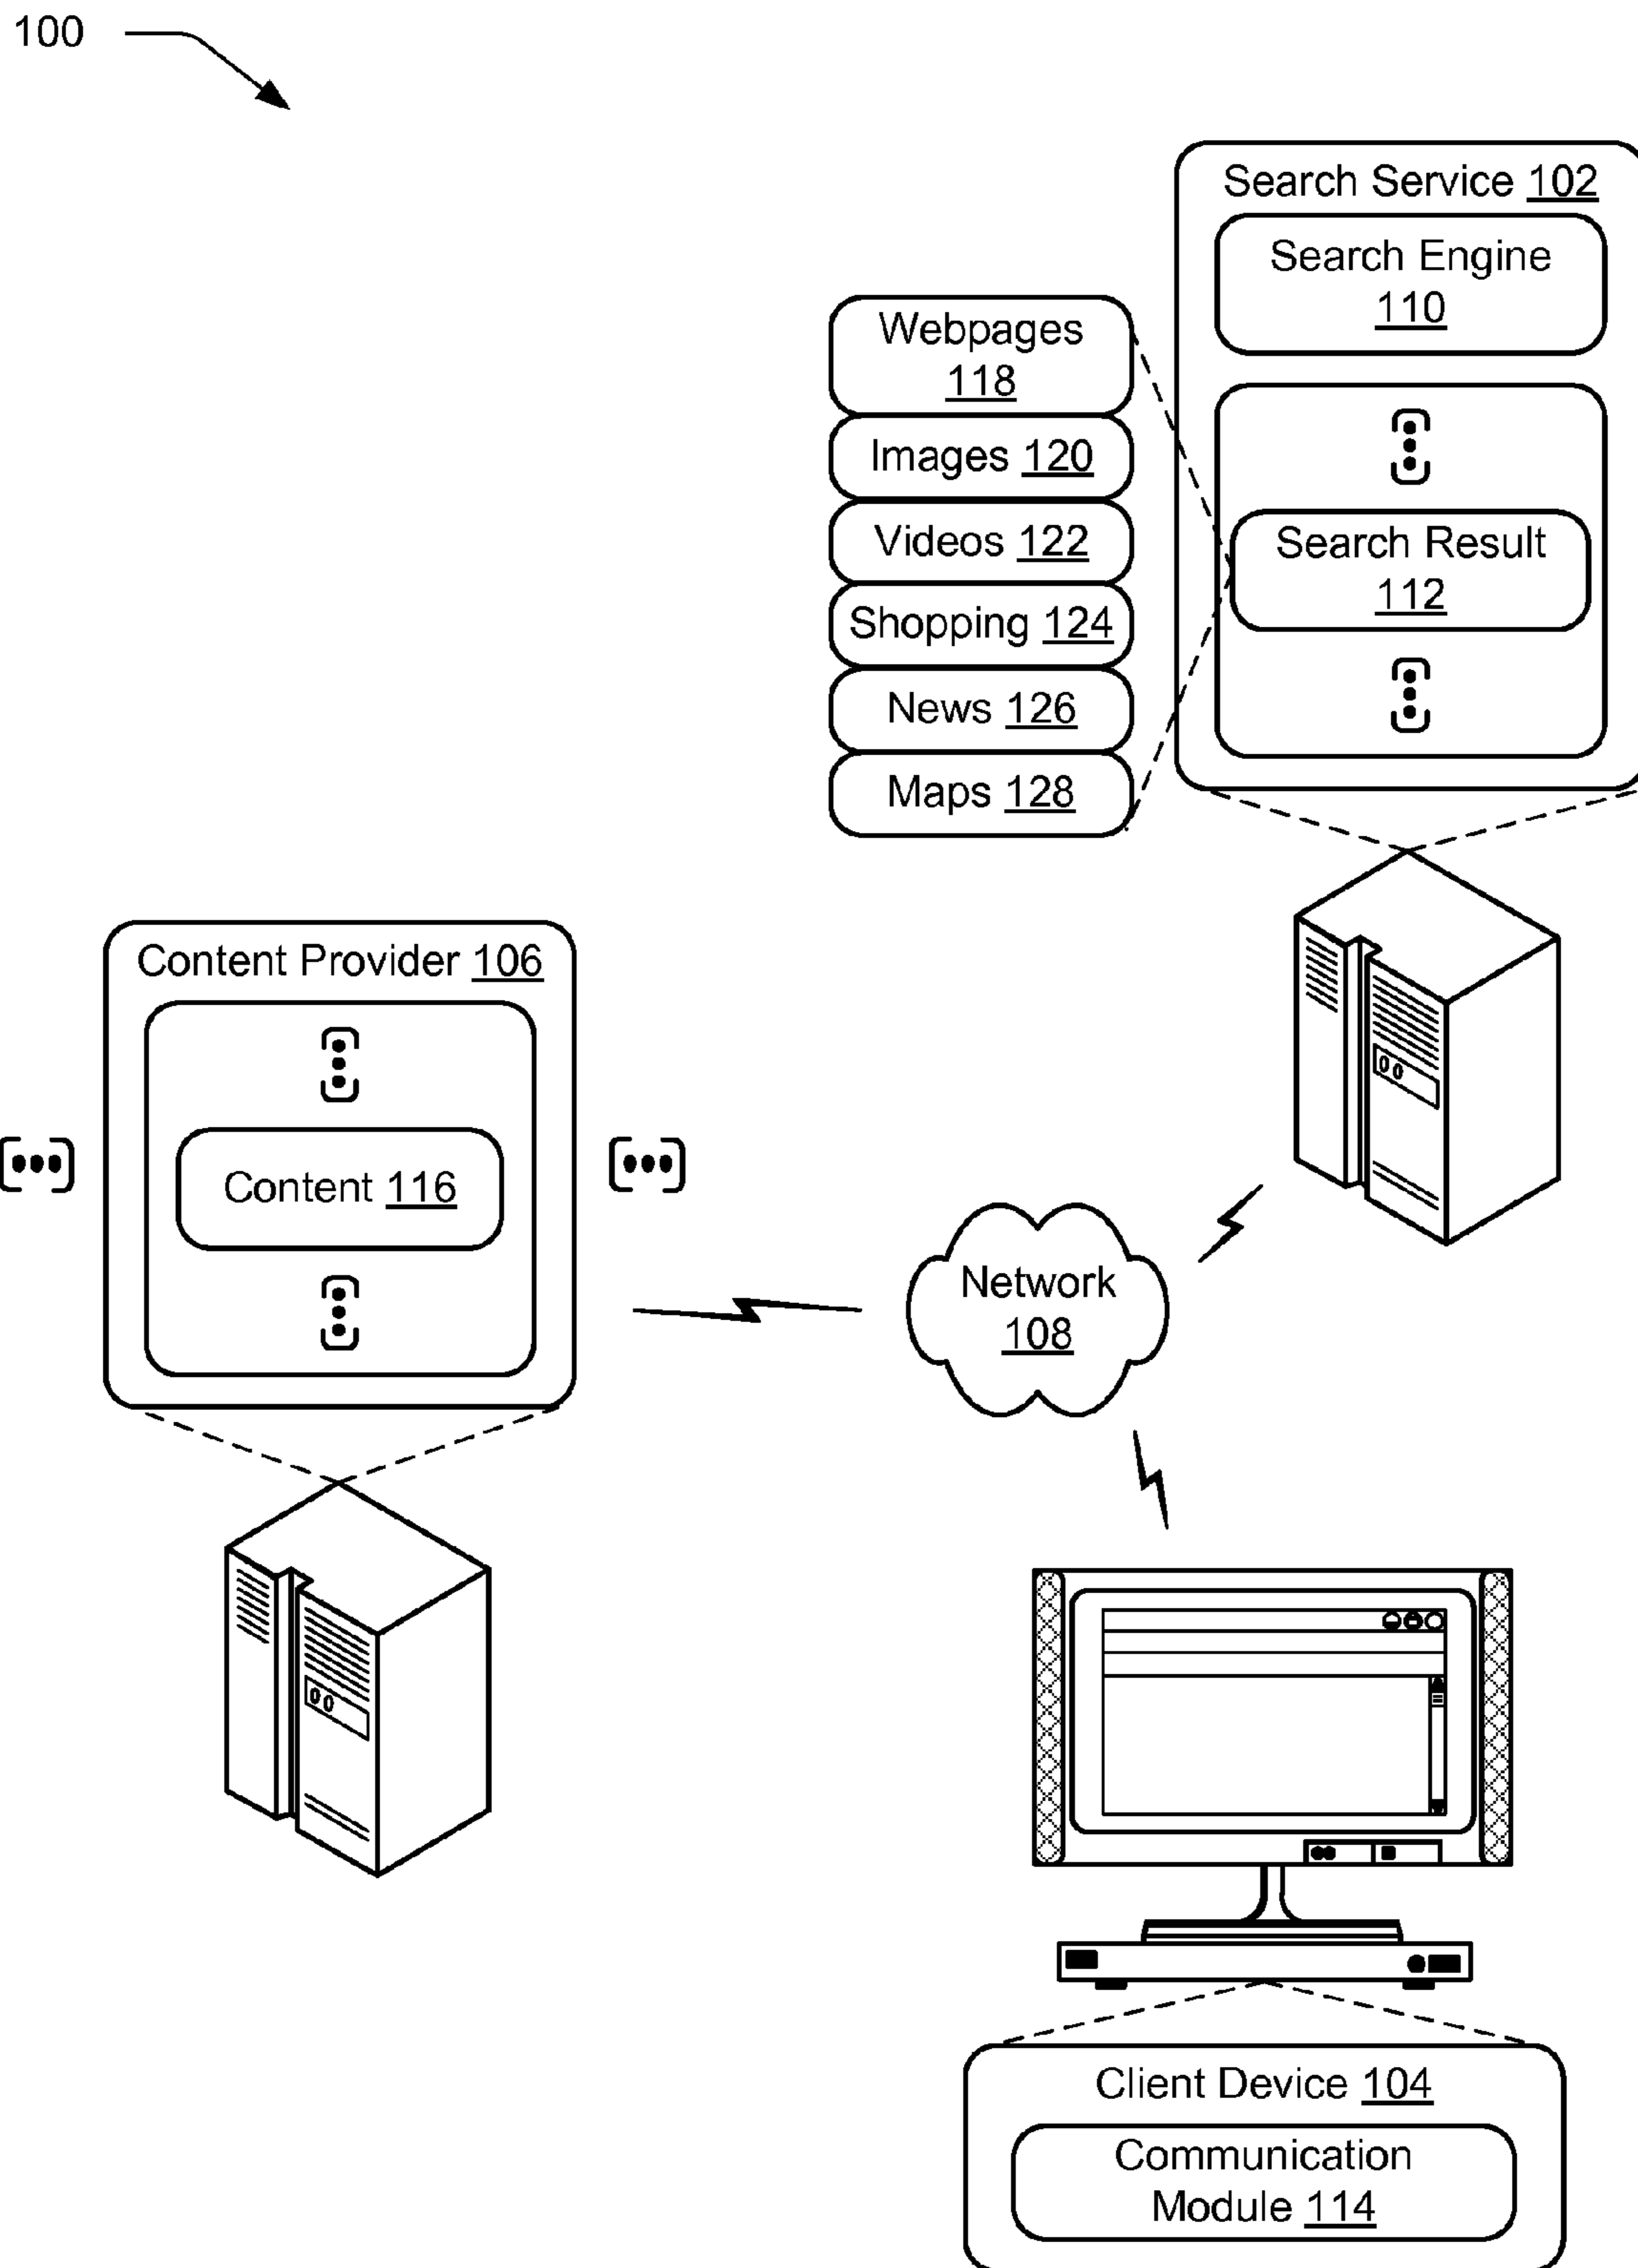 100
Search Service 102
Search Engine
110
Webpages
118
Images 120
Videos 122
Shopping 124
News 126
Maps 128
Search Result
112
Content Provider 106
Content 116
Network
108
Client Device 104
Communication
Module 114